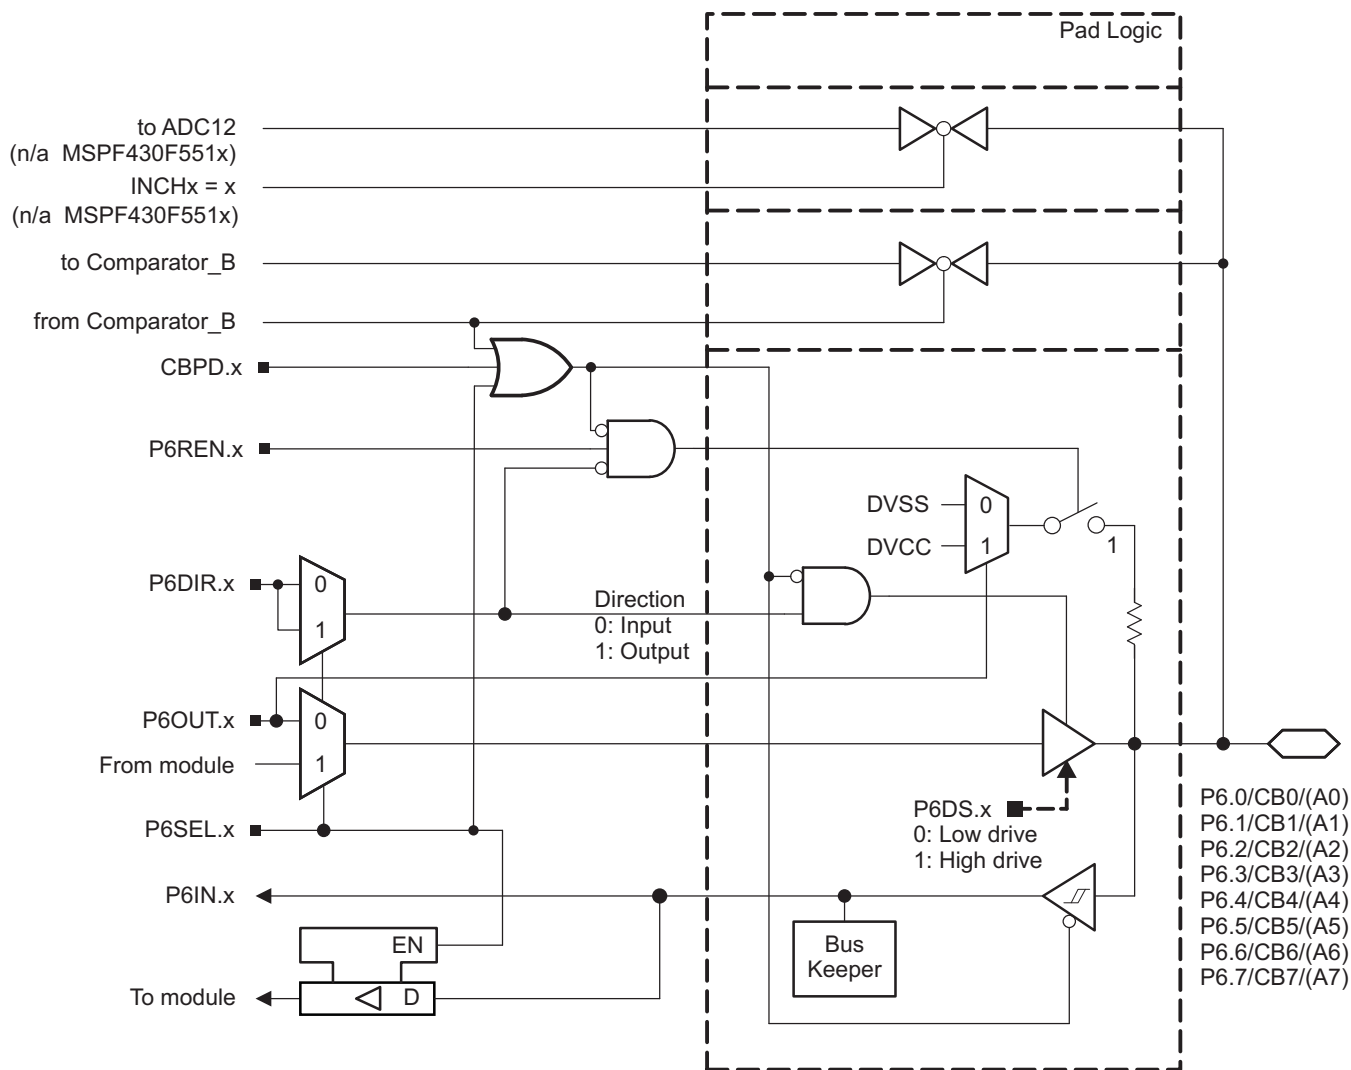 Pad Logic
to ADC12
(n/a MSPF430F551x)
INCHx = x
(n/a MSPF430F551x)
to Comparator_B
from Comparator_B
CBPD.x
P6REN.x
DVSS
0
DVCC
1
1
P6DIR.x
0
1
Direction
0: Input
1: Output
P6OUT.x
0
From module
1
P6SEL.x
P6DS.x
0: Low drive
1: High drive
P6.0/CB0/(A0)
P6.1/CB1/(A1)
P6.2/CB2/(A2)
P6.3/CB3/(A3)
P6.4/CB4/(A4)
P6.5/CB5/(A5)
P6.6/CB6/(A6)
P6.7/CB7/(A7)
P6IN.x
EN
Bus
Keeper
To module
D